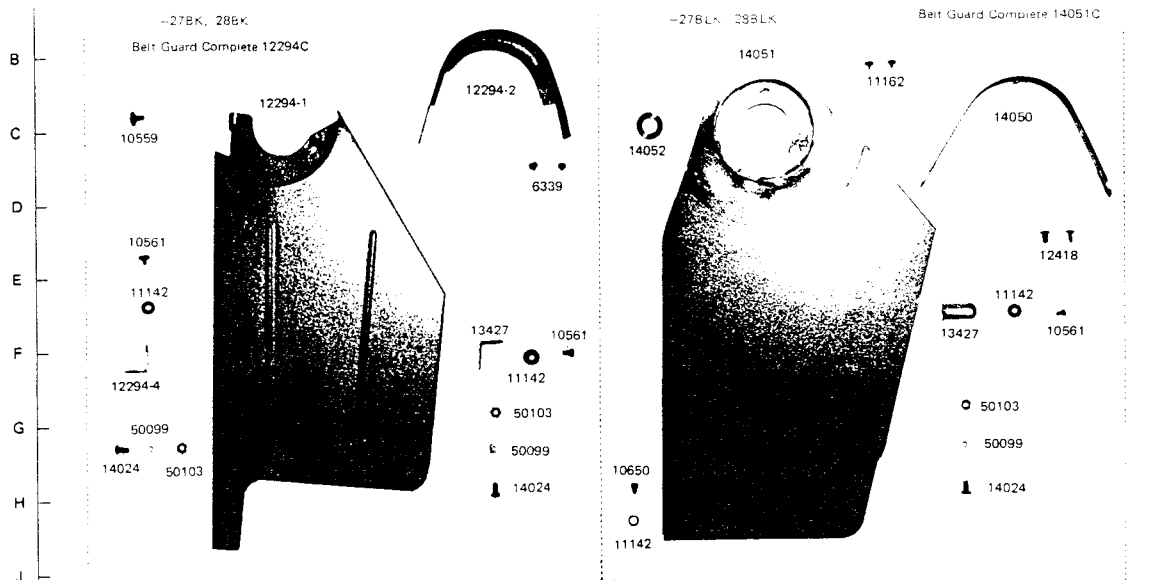 –27BK, 28BK
Belt Guard Complete 12294C
B
12294-1
12294-2
C
10559
6339
D
10561
E
11142
13427
10561
F
11142
12294-4
50103
G
50099
50099
14024
50103
14024
H
J
–27BLK 28BLK
Belt Guard Complete 14051C
14051
11162
14050
14052
12418
11142
13427
10561
50103
50099
10650
14024
11142